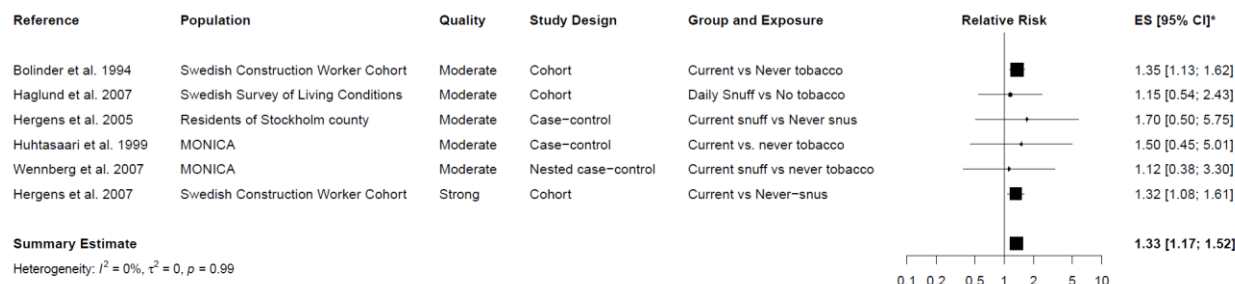 Reference Population Quality Study Design Group and Exposure Relative Risk ES [95% CI]*
Bolinder et al. 1994 Swedish Construction Worker Cohort Moderate Cohort Current vs Never tobacco 1.35 [1.13; 1.62]
Haglund et al. 2007 Swedish Survey of Living Conditions Moderate Cohort Daily Snuff vs No tobacco 1.15 [0.54; 2.43]
Hergens et al. 2005 Residents of Stockholm county Moderate Case−control Current snuff vs Never snus 1.70 [0.50; 5.75]
Huhtasaari et al. 1999 MONICA Moderate Case−control Current vs. never tobacco 1.50 [0.45; 5.01]
Wennberg et al. 2007 MONICA Moderate Nested case−control Current snuff vs never tobacco 1.12 [0.38; 3.30]
Hergens et al. 2007 Swedish Construction Worker Cohort Strong Cohort Current vs Never−snus 1.32 [1.08; 1.61]
Summary Estimate 1.33 [1.17; 1.52]
Heterogeneity: I² = 0%, τ² = 0, p = 0.99
0.1 0.2 0.5 1 2 5 10